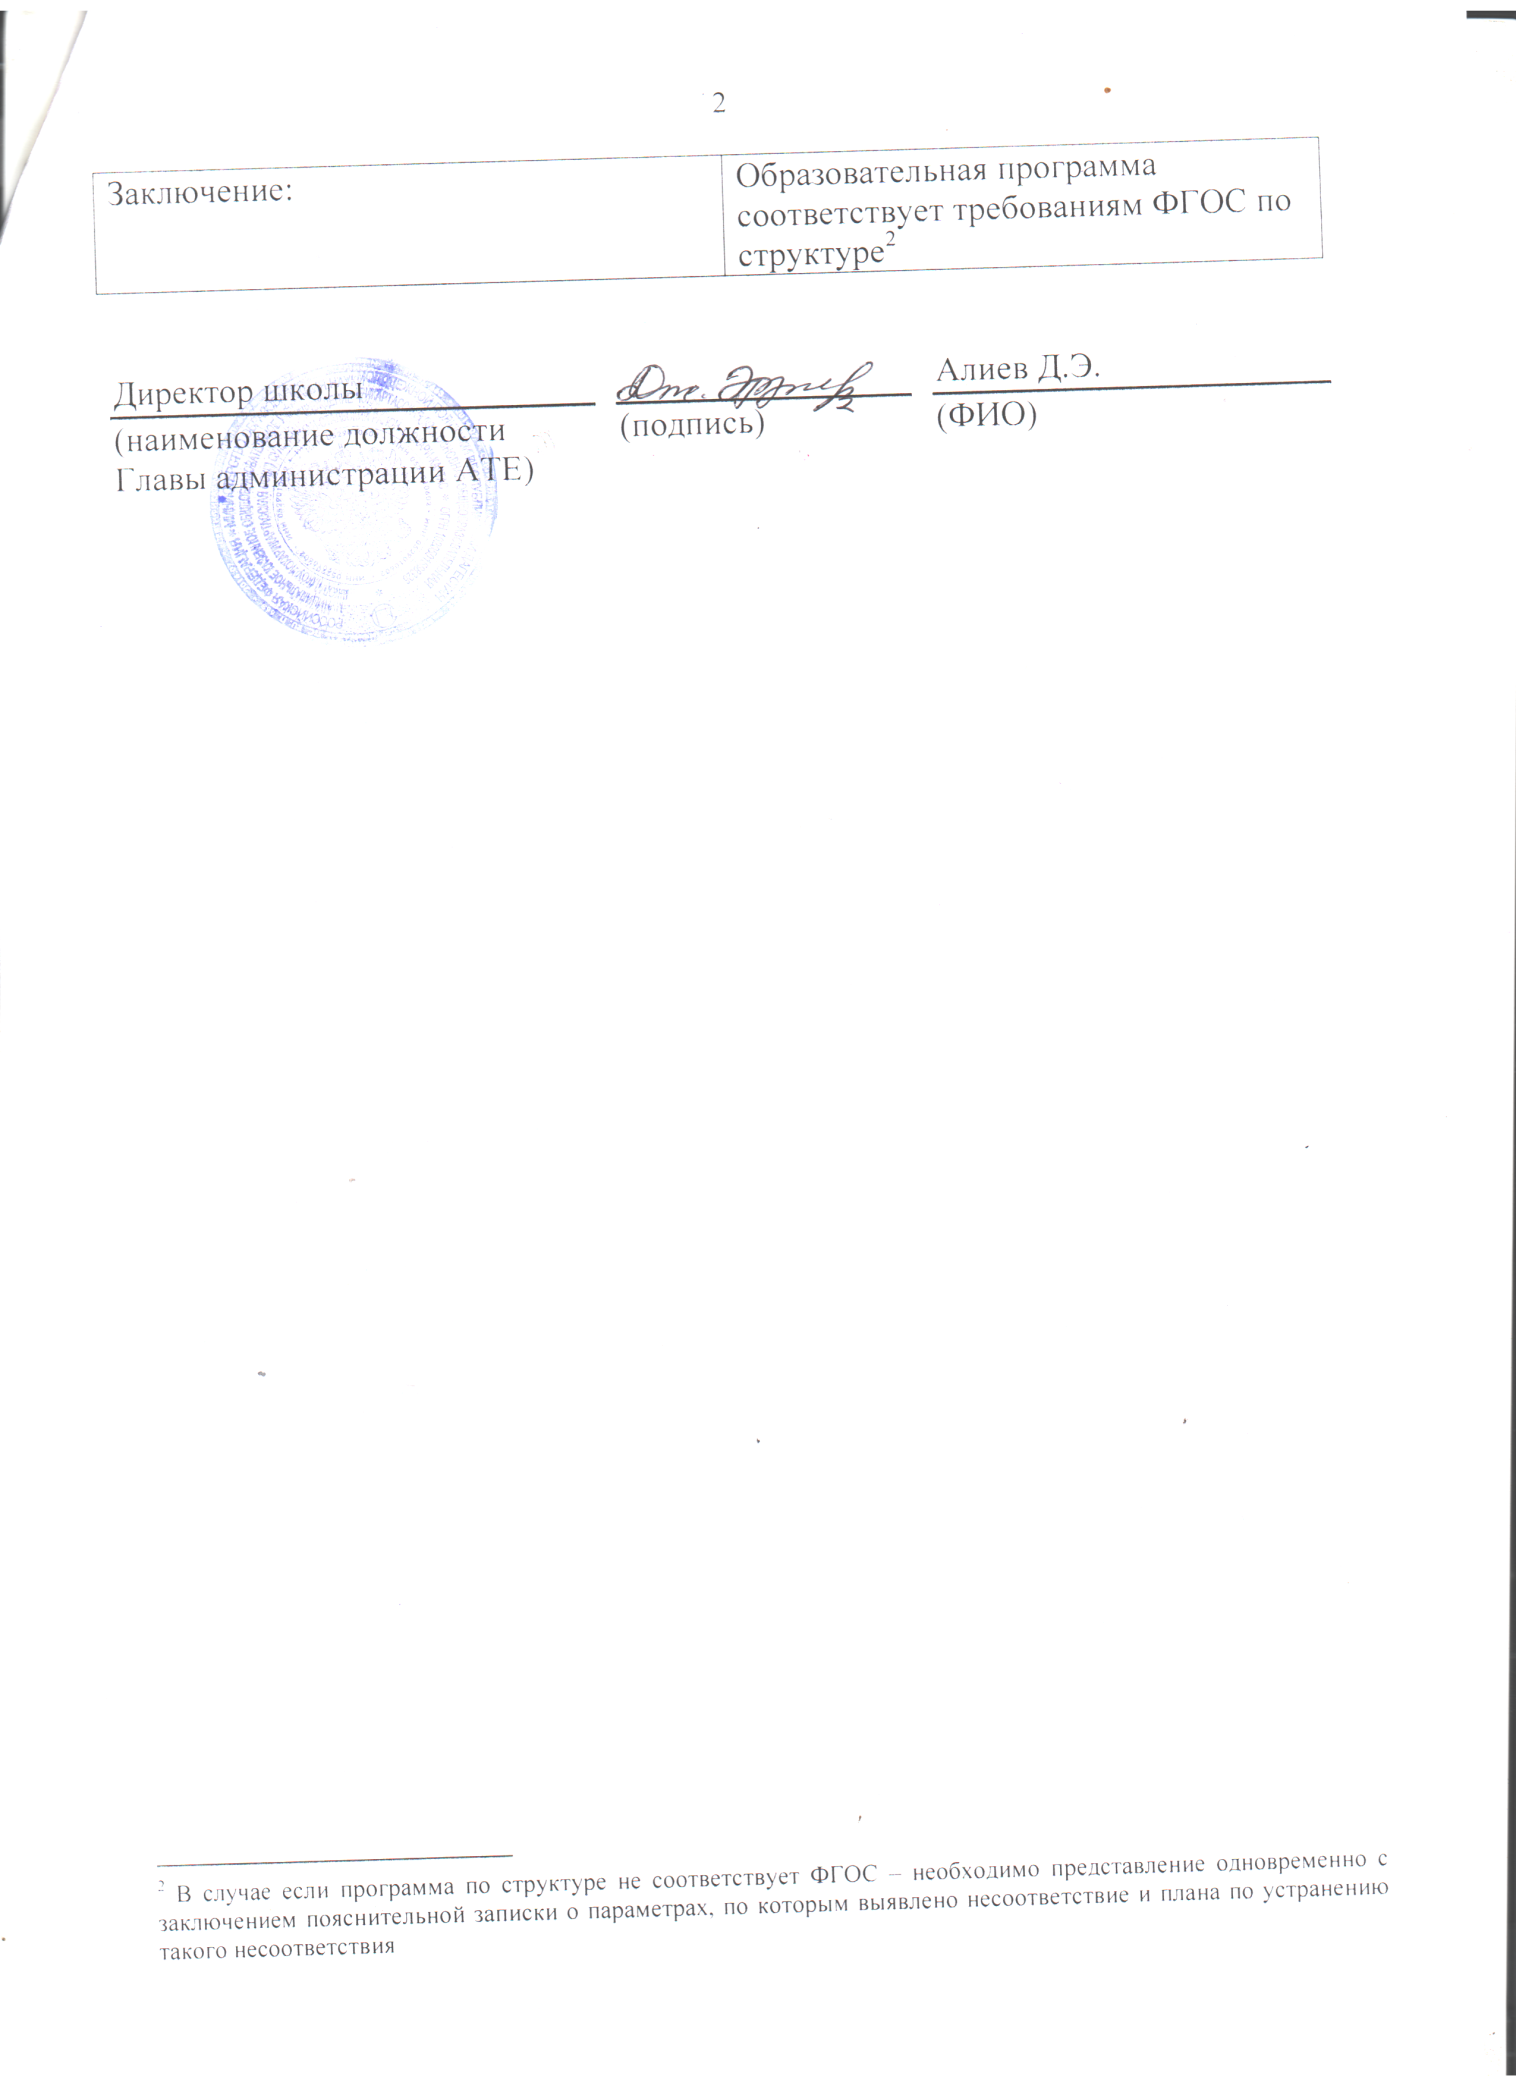 2
Заключение:
Образовательная программа
соответствует требованиям ФГОС по
структуре2
Директор школы
Алиев Д.Э.
(наименование должности
Главы администрации АТЕ)
(подпись)
(ФИО)
РОССИЙСКАЯ ФЕДЕРАЦИЯ
2 В случае если программа по структуре не соответствует ФГОС – необходимо представление одновременно с
заключением пояснительной записки о параметрах, по которым выявлено несоответствие и плана по устранению
такого несоответствия